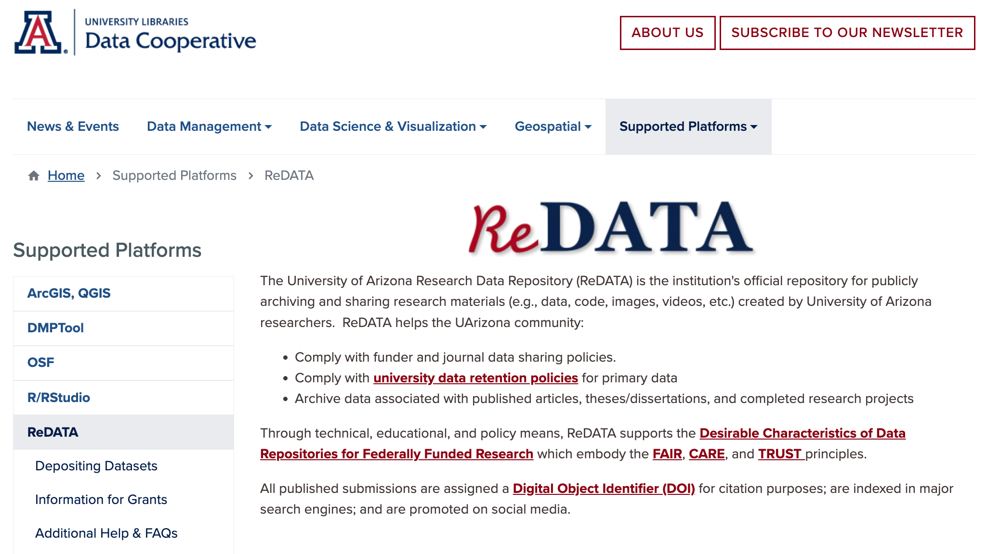 A
UNIVERSITY LIBRARIES
Data Cooperative
ABOUT US
SUBSCRIBE TO OUR NEWSLETTER
News & Events
Data Management
Data Science & Visualization
Geospatial
Supported Platforms
Home > Supported Platforms > ReDATA
ReDATA
Supported Platforms
ArcGIS, QGIS
DMPTool
OSF
R/RStudio
ReDATA
Depositing Datasets
Information for Grants
Additional Help & FAQs
The University of Arizona Research Data Repository (ReDATA) is the institution's official repository for publicly
archiving and sharing research materials (e.g., data, code, images, videos, etc.) created by University of Arizona
researchers.  ReDATA helps the UArizona community:
• Comply with funder and journal data sharing policies.
• Comply with university data retention policies for primary data
• Archive data associated with published articles, theses/dissertations, and completed research projects
Through technical, educational, and policy means, ReDATA supports the Desirable Characteristics of Data
Repositories for Federally Funded Research which embody the FAIR, CARE, and TRUST principles.
All published submissions are assigned a Digital Object Identifier (DOI) for citation purposes; are indexed in major
search engines; and are promoted on social media.